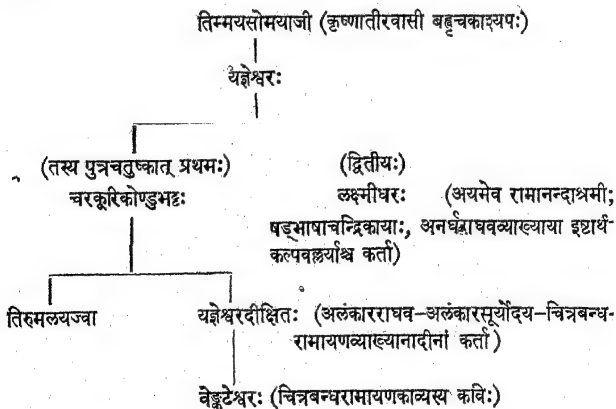 तिम्मयसोमयाजी (कृष्णातीरवासी बह्वृचकाश्यपः)
यज्ञेश्वरः
(तस्य पुत्रचतुष्कात् प्रथमः) (द्वितीयः)
चरकूरिकोण्डुभट्टः लक्ष्मीधरः (अयमेव रामानन्दाश्रमी;
षड्भाषाचन्द्रिकायाः, अनर्घराघवव्याख्याया इष्टार्थ-
कल्पवल्लर्याश्च कर्ता)
तिरुमलयज्वा यज्ञेश्वरदीक्षितः (अलंकारराघव-अलंकारसूर्योदय-चित्रबन्ध-
रामायणव्याख्यानादीनां कर्ता)
वेङ्कटेश्वरः (चित्रबन्धरामायणकाव्यस्य कविः)